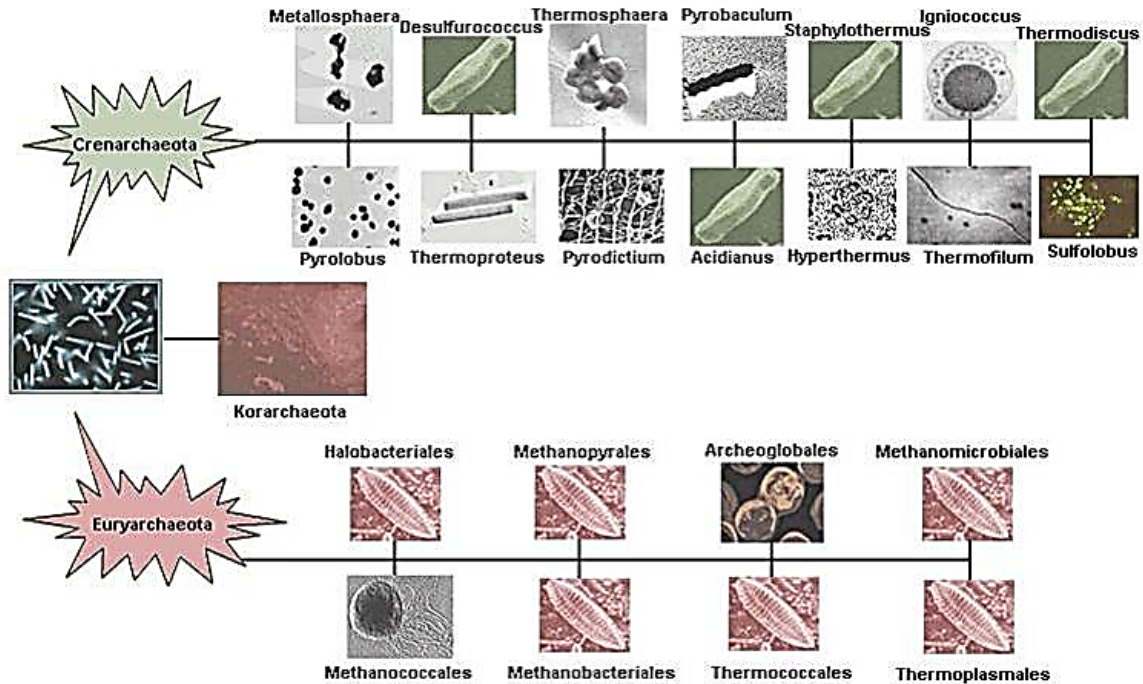 Metallosphaera
Desulfurococcus
Thermosphaera
Pyrobaculum
Staphylothermus
Igniococcus
Thermodiscus
Crenarchaeota
Pyrolobus
Thermoproteus
Pyrodictium
Acidianus
Hyperthermus
Thermofilum
Sulfolobus
Korarchaeota
Halobacteriales
Methanopyrales
Archeoglobales
Methanomicrobiales
Euryarchaeota
Methanococcales
Methanobacteriales
Thermococcales
Thermoplasmales